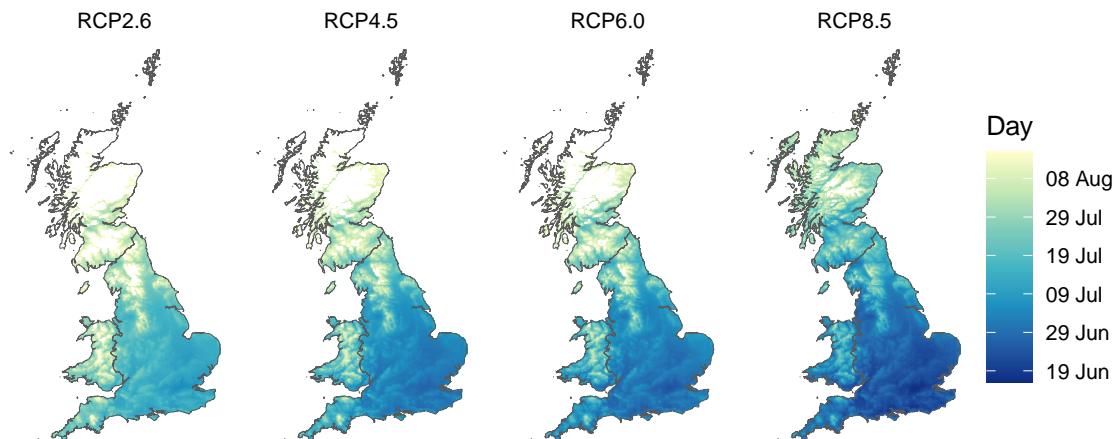 RCP2.6
RCP4.5
RCP6.0
RCP8.5
Day
08 Aug
29 Jul
19 Jul
09 Jul
29 Jun
19 Jun